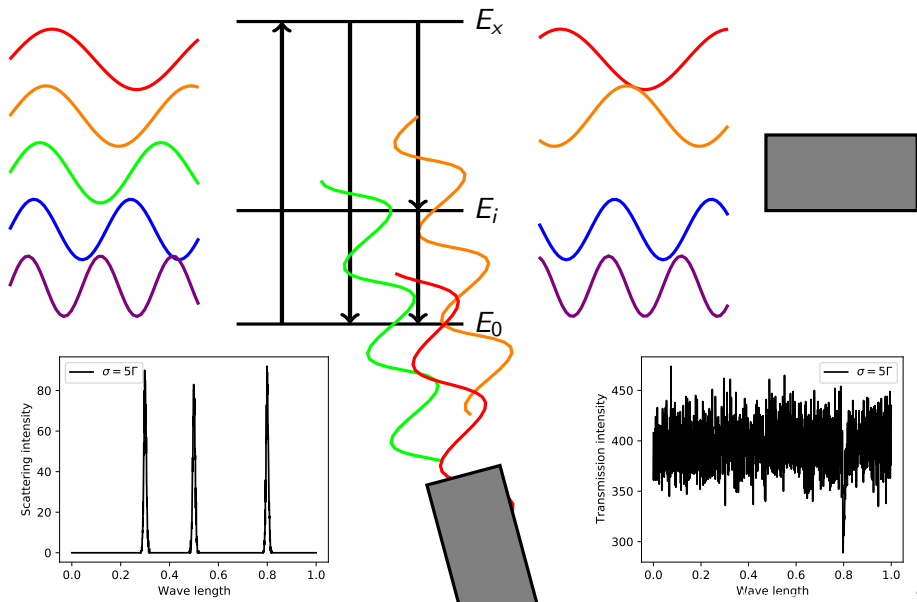 E_x
E_i
E_0
σ = 5Γ
80
60
40
20
0
Scattering intensity
0.0 0.2 0.4 0.6 0.8 1.0
Wave length
σ = 5Γ
450
400
350
300
Transmission intensity
0.0 0.2 0.4 0.6 0.8 1.0
Wave length